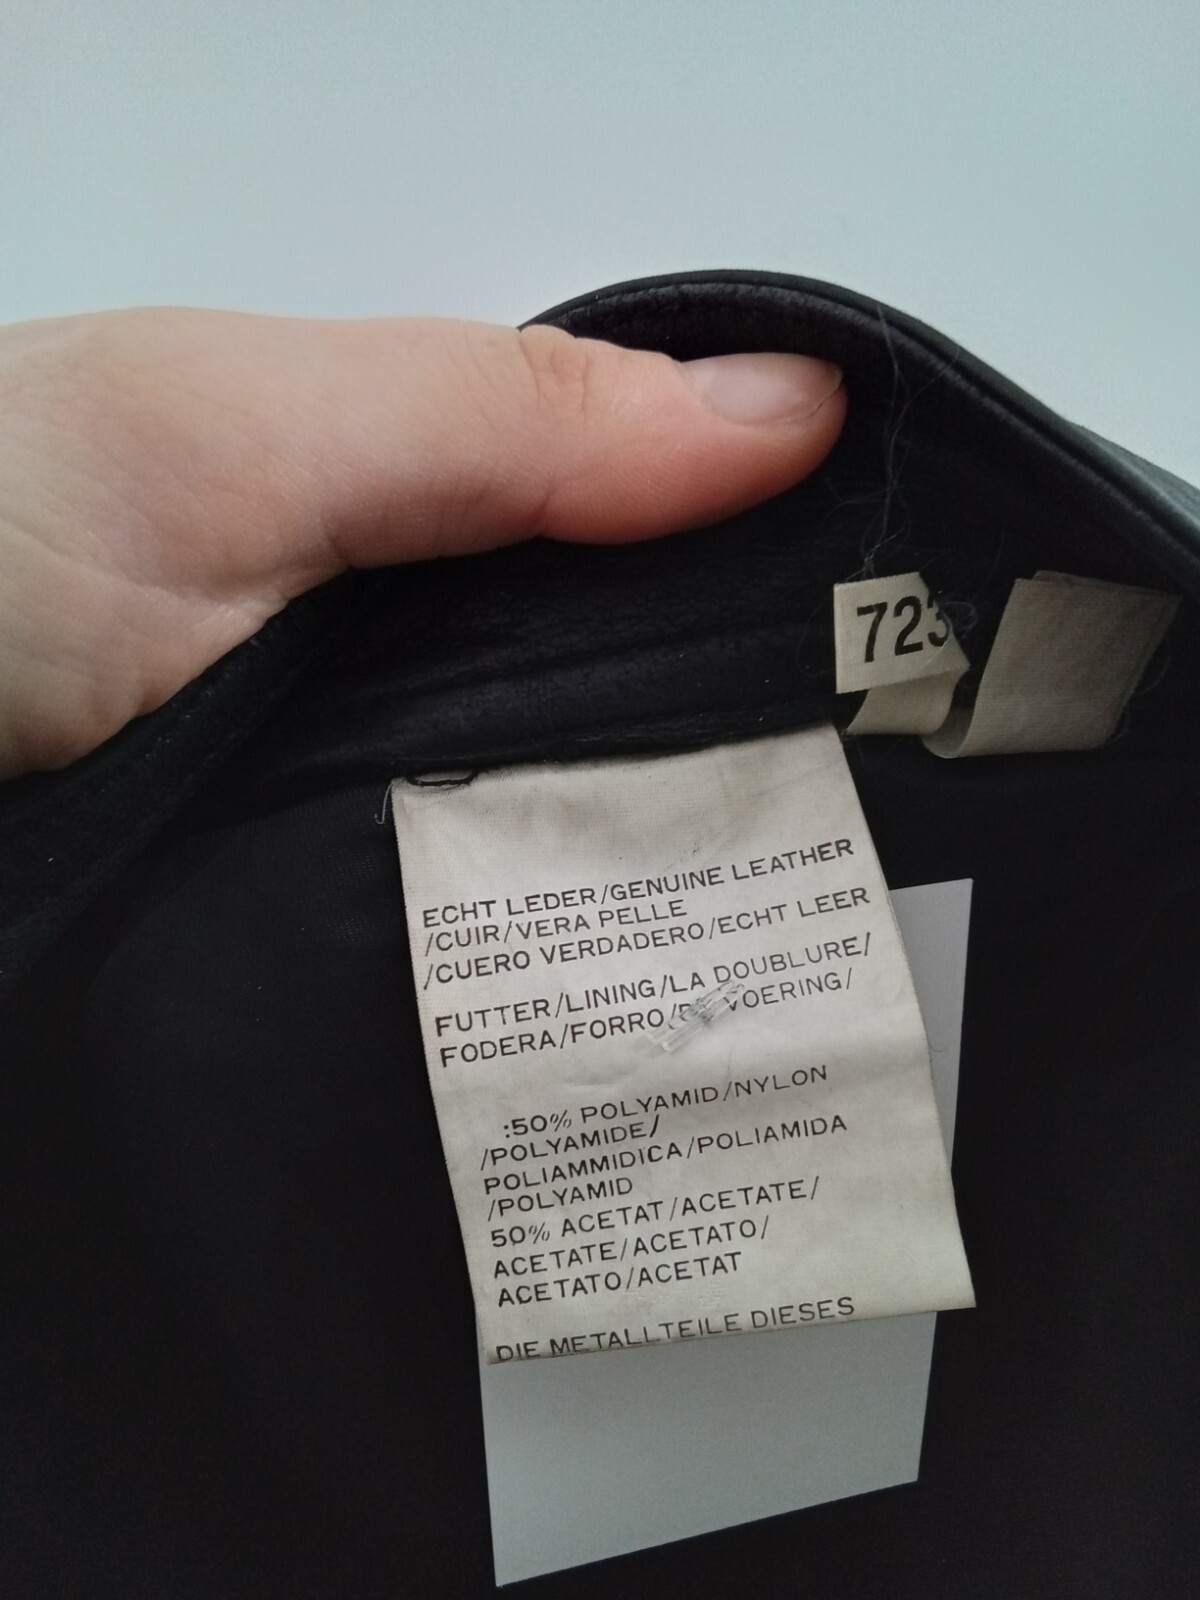 723
ECHT LEDER/GENUINE LEATHER
/CUIR/VERA PELLE
/CUERO VERDADERO/ECHT LEER
FUTTER/LINING/LA DOUBLURE/
FODERA/FORRO/ VOERING/
:50% POLYAMID/NYLON
/POLYAMIDE/
POLIAMMIDICA/POLIAMIDA
/POLYAMID
50% ACETAT/ACETATE/
ACETATE/ACETATO/
ACETATO/ACETAT
DIE METALLTEILE DIESES